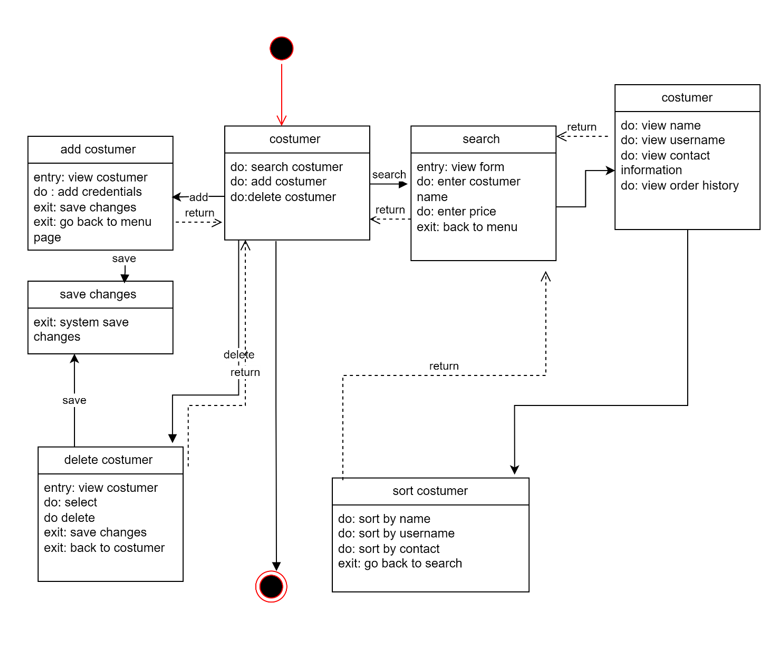 costumer
do: search costumer
do: add costumer
do:delete costumer
add costumer
entry: view costumer
do : add credentials
exit: save changes
exit: go back to menu
page
add
return
search
return
search
entry: view form
do: enter costumer
name
do: enter price
exit: back to menu
return
costumer
do: view name
do: view username
do: view contact
information
do: view order history
save
save changes
exit: system save
changes
save
delete
return
return
delete costumer
entry: view costumer
do: select
do delete
exit: save changes
exit: back to costumer
sort costumer
do: sort by name
do: sort by username
do: sort by contact
exit: go back to search